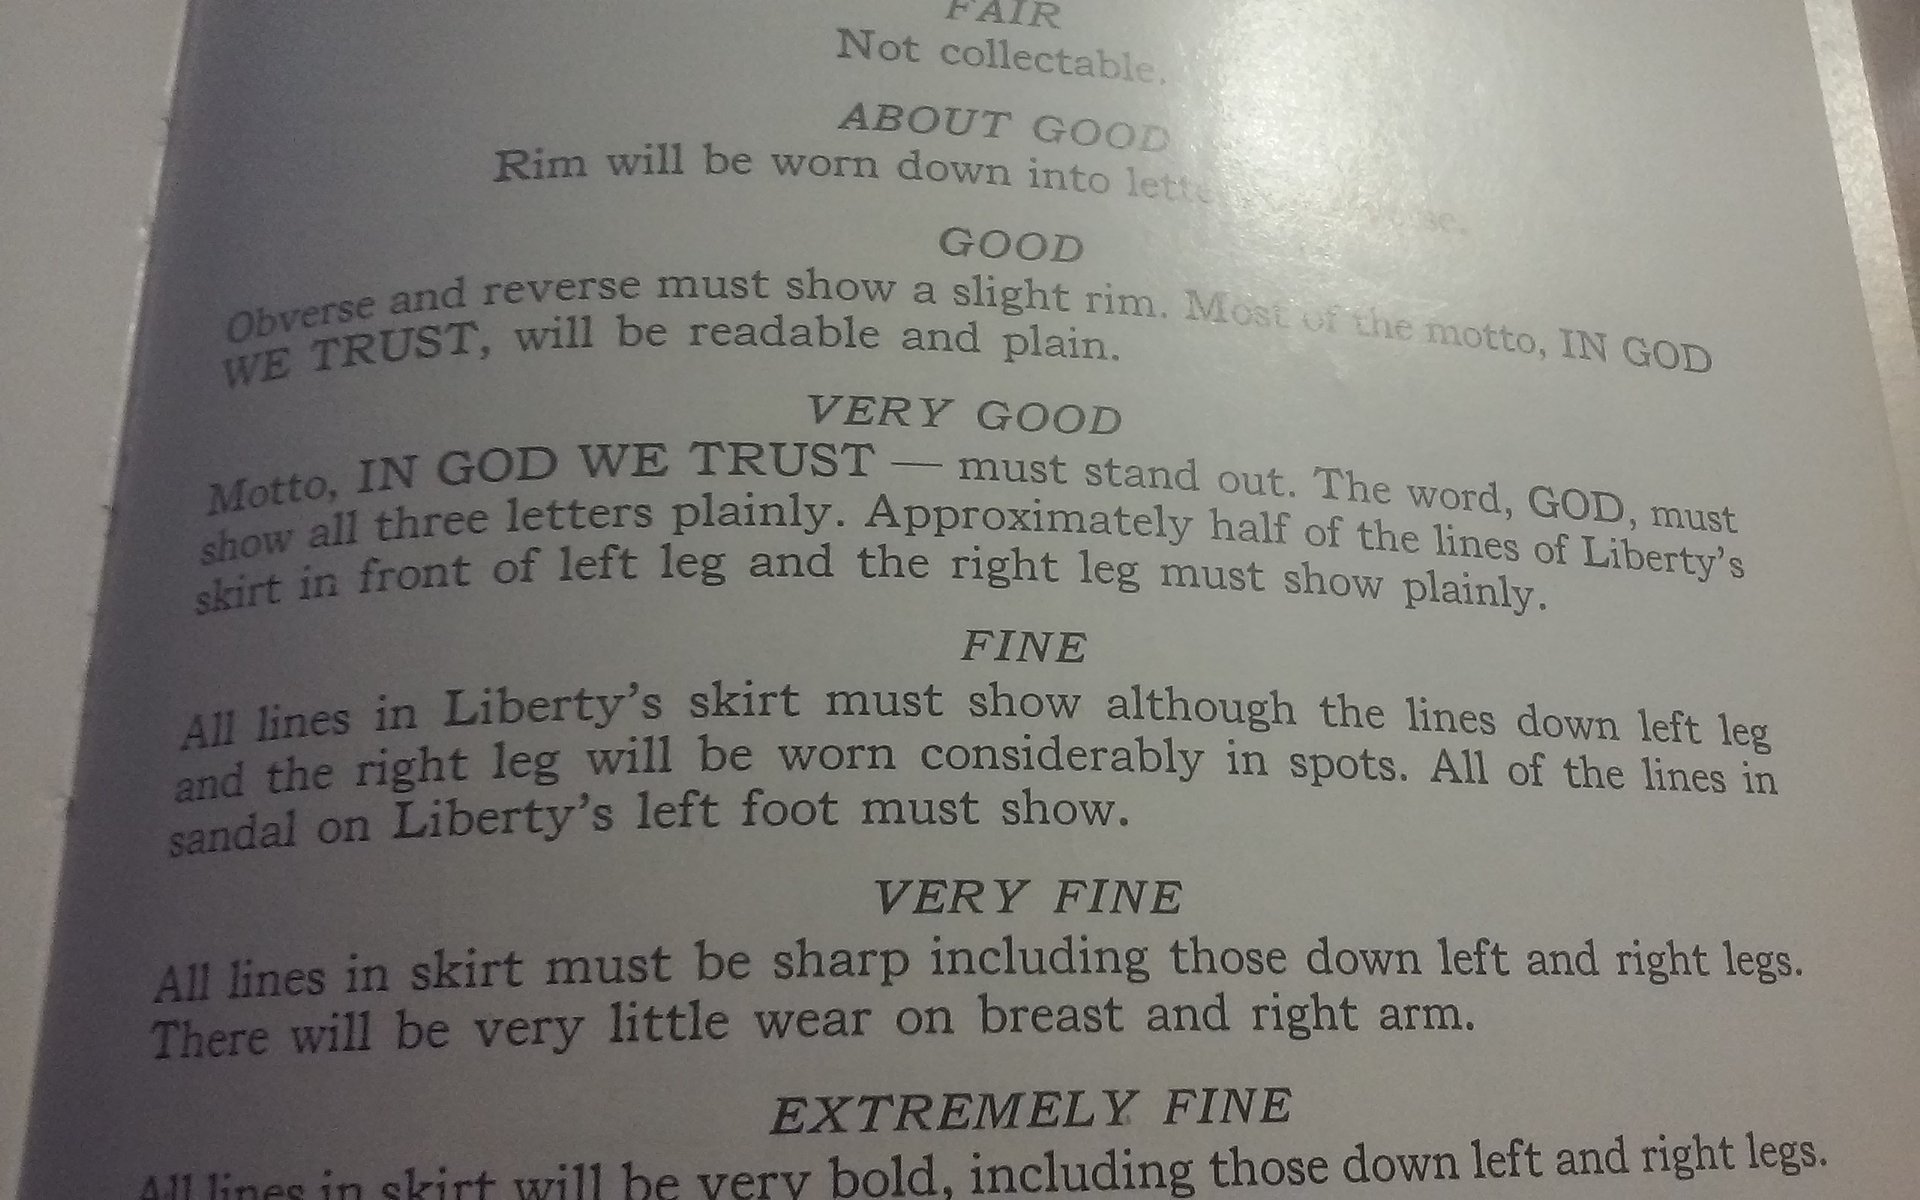 FAIR
Not collectable.
ABOUT GOOD
Rim will be worn down into
GOOD
Obverse and reverse must show a slight rim. Most of the motto, IN GOD
WE TRUST, will be readable and plain.
VERY GOOD
Motto, IN GOD WE TRUST — must stand out. The word, GOD, must
show all three letters plainly. Approximately half of the lines of Liberty's
skirt in front of left leg and the right leg must show plainly.
FINE
All lines in Liberty's skirt must show although the lines down left leg
and the right leg will be worn considerably in spots. All of the lines in
sandal on Liberty's left foot must show.
VERY FINE
All lines in skirt must be sharp including those down left and right legs.
There will be very little wear on breast and right arm.
EXTREMELY FINE
All lines in skirt will be very bold, including those down left and right legs.